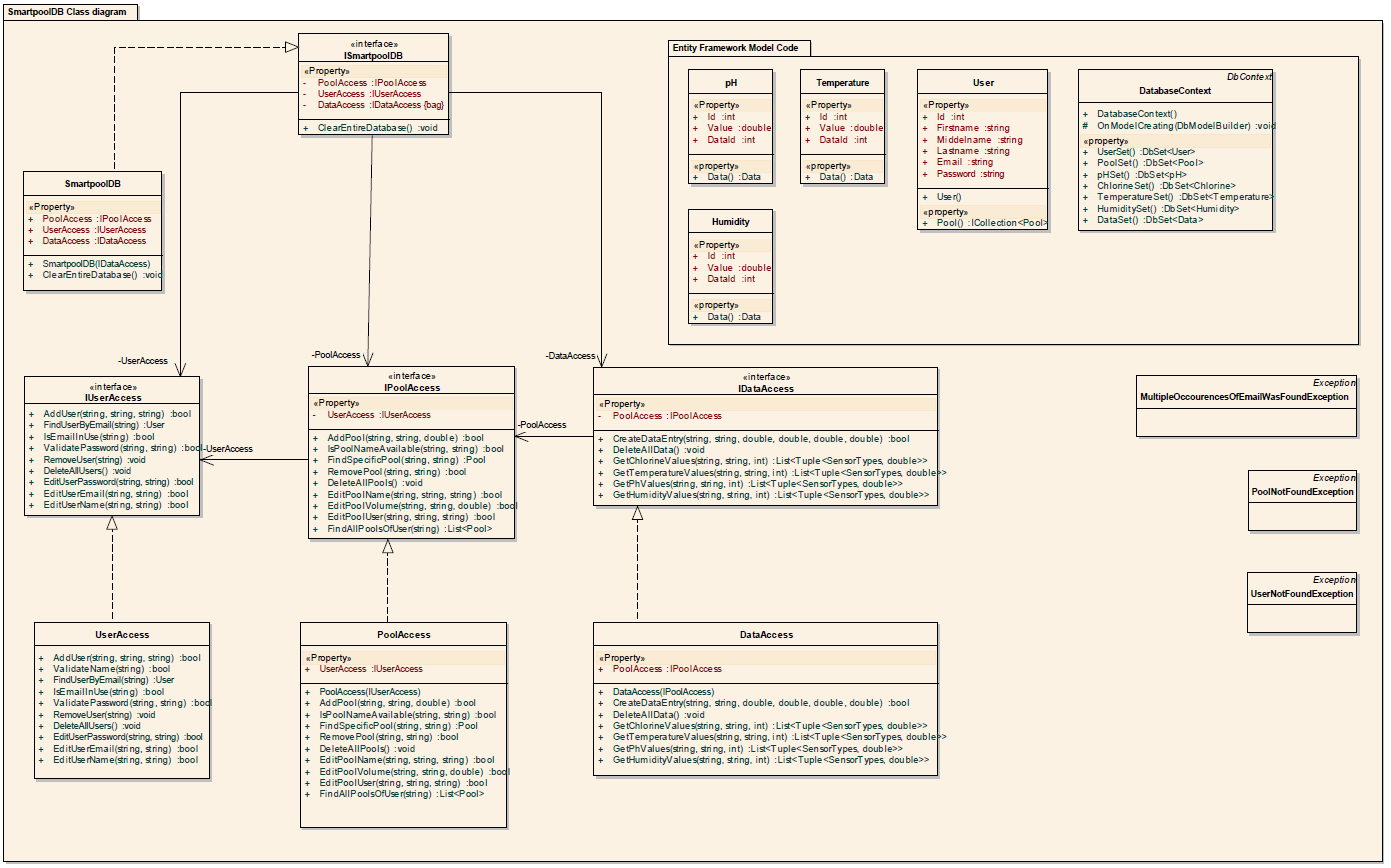 SmartpoolDB Class diagram
«interface»
ISmartpoolDB
«Property»
- PoolAccess :IPoolAccess
- UserAccess :IUserAccess
- DataAccess :IDataAccess {bag}
+ ClearEntireDatabase() :void
SmartpoolDB
«Property»
+ PoolAccess :IPoolAccess
+ UserAccess :IUserAccess
+ DataAccess :IDataAccess
+ SmartpoolDB(IDataAccess)
+ ClearEntireDatabase() :void
Entity Framework Model Code
pH
«Property»
+ Id :int
+ Value :double
+ DataId :int
«property»
+ Data() :Data
Temperature
«Property»
+ Id :int
+ Value :double
+ DataId :int
«property»
+ Data() :Data
User
«Property»
+ Id :int
+ Firstname :string
+ Middelname :string
+ Lastname :string
+ Email :string
+ Password :string
+ User()
«property»
+ Pool() :ICollection<Pool>
DbContext
DatabaseContext
+ DatabaseContext()
# OnModelCreating(DbModelBuilder) :void
«property»
+ UserSet() :DbSet<User>
+ PoolSet() :DbSet<Pool>
+ pHSet() :DbSet<pH>
+ ChlorineSet() :DbSet<Chlorine>
+ TemperatureSet() :DbSet<Temperature>
+ HumiditySet() :DbSet<Humidity>
+ DataSet() :DbSet<Data>
Humidity
«Property»
+ Id :int
+ Value :double
+ DataId :int
«property»
+ Data() :Data
-UserAccess
-PoolAccess
-DataAccess
«interface»
IUserAccess
+ AddUser(string, string, string) :bool
+ FindUserByEmail(string) :User
+ IsEmailInUse(string) :bool
+ ValidatePassword(string, string) :bool
+ RemoveUser(string) :void
+ DeleteAllUsers() :void
+ EditUserPassword(string, string) :bool
+ EditUserEmail(string, string) :bool
+ EditUserName(string, string) :bool
-UserAccess
«interface»
IPoolAccess
«Property»
- UserAccess :IUserAccess
+ AddPool(string, string, double) :bool
+ IsPoolNameAvailable(string, string) :bool
+ FindSpecificPool(string, string) :Pool
+ RemovePool(string, string) :bool
+ DeleteAllPools() :void
+ EditPoolName(string, string, string) :bool
+ EditPoolVolume(string, string, double) :bool
+ EditPoolUser(string, string, string) :bool
+ FindAllPoolsOfUser(string) :List<Pool>
-PoolAccess
«interface»
IDataAccess
«Property»
- PoolAccess :IPoolAccess
+ CreateDataEntry(string, string, double, double, double, double) :bool
+ DeleteAllData() :void
+ GetChlorineValues(string, string, int) :List<Tuple<SensorTypes, double>>
+ GetTemperatureValues(string, string, int) :List<Tuple<SensorTypes, double>>
+ GetPhValues(string, string, int) :List<Tuple<SensorTypes, double>>
+ GetHumidityValues(string, string, int) :List<Tuple<SensorTypes, double>>
Exception
MultipleOccourencesOfEmailWasFoundException
Exception
PoolNotFoundException
Exception
UserNotFoundException
UserAccess
+ AddUser(string, string, string) :bool
+ ValidateName(string) :bool
+ FindUserByEmail(string) :User
+ IsEmailInUse(string) :bool
+ ValidatePassword(string, string) :bool
+ RemoveUser(string) :void
+ DeleteAllUsers() :void
+ EditUserPassword(string, string) :bool
+ EditUserEmail(string, string) :bool
+ EditUserName(string, string) :bool
PoolAccess
«Property»
+ UserAccess :IUserAccess
+ PoolAccess(IUserAccess)
+ AddPool(string, string, double) :bool
+ IsPoolNameAvailable(string, string) :bool
+ FindSpecificPool(string, string) :Pool
+ RemovePool(string, string) :bool
+ DeleteAllPools() :void
+ EditPoolName(string, string, string) :bool
+ EditPoolVolume(string, string, double) :bool
+ EditPoolUser(string, string, string) :bool
+ FindAllPoolsOfUser(string) :List<Pool>
DataAccess
«Property»
+ PoolAccess :IPoolAccess
+ DataAccess(IPoolAccess)
+ CreateDataEntry(string, string, double, double, double, double) :bool
+ DeleteAllData() :void
+ GetChlorineValues(string, string, int) :List<Tuple<SensorTypes, double>>
+ GetTemperatureValues(string, string, int) :List<Tuple<SensorTypes, double>>
+ GetPhValues(string, string, int) :List<Tuple<SensorTypes, double>>
+ GetHumidityValues(string, string, int) :List<Tuple<SensorTypes, double>>